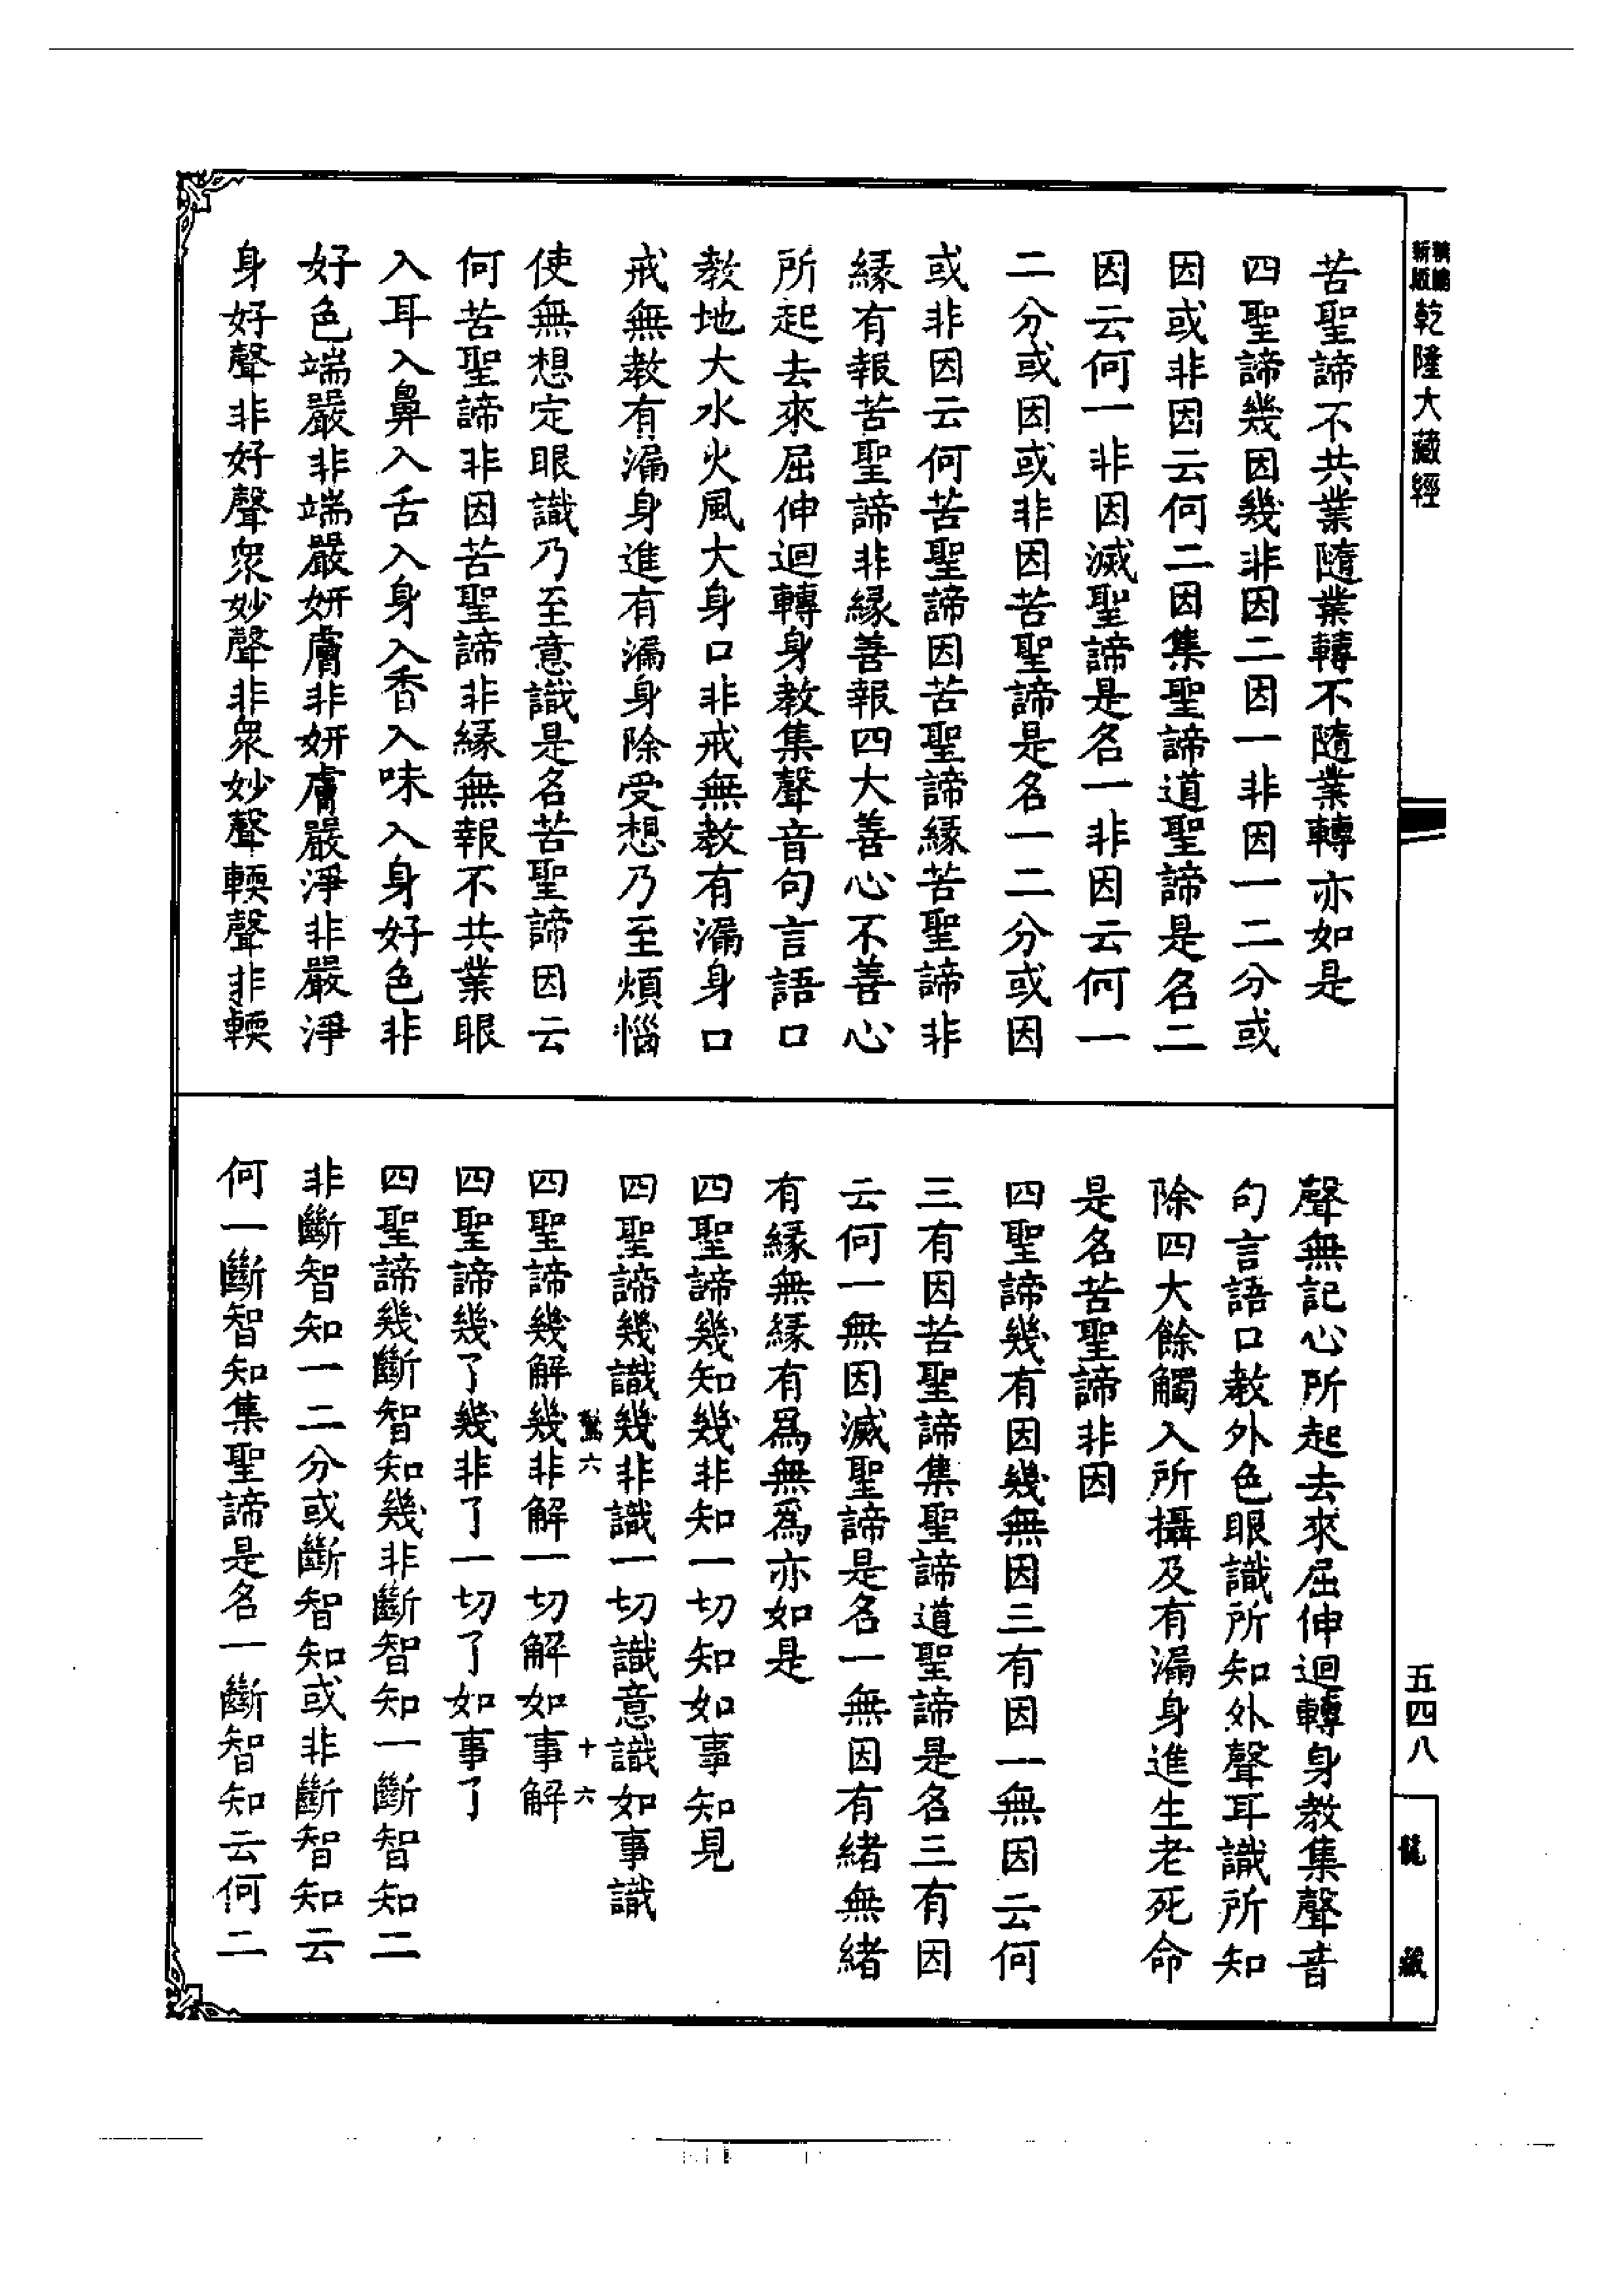 精編新版乾隆大藏經
苦聖諦不共業隨業轉不隨業轉亦如是
四聖諦幾因幾非因二因一非因一二分或
因或非因云何二因集聖諦道聖諦是名二
因云何一非因滅聖諦是名一非因云何一
二分或因或非因苦聖諦是名一二分或因
或非因云何苦聖諦因苦聖諦緣苦聖諦非
緣有報苦聖諦非緣善報四大善心不善心
所起去來屈伸迴轉身教集聲音句言語口
教地大水火風大身口非戒無教有漏身口
戒無教有漏身進有漏身除受想乃至煩惱
使無想定眼識乃至意識是名苦聖諦因云
何苦聖諦非因苦聖諦非緣無報不共業眼
入耳入鼻入舌入身入香入味入身好色非
好色端嚴非端嚴妍膚非妍膚嚴淨非嚴淨
身好聲非好聲眾妙聲非眾妙聲輭聲非輭
聲無記心所起去來屈伸迴轉身教集聲音
句言語口教外色眼識所知外聲耳識所知
除四大餘觸入所攝及有漏身進生老死命
是名苦聖諦非因
四聖諦幾有因幾無因三有因一無因云何
三有因苦聖諦集聖諦道聖諦是名三有因
云何一無因滅聖諦是名一無因有緒無緒
有緣無緣有爲無爲亦如是
四聖諦幾知幾非知一切知如事知見
四聖諦幾識幾非識一切識意識如事識
六 十六
四聖諦幾解幾非解一切解如事解
四聖諦幾了幾非了一切了如事了
四聖諦幾斷智知幾非斷智知一斷智知二
非斷智知一二分或斷智知或非斷智知云
何一斷智知集聖諦是名一斷智知云何二
五四八
龍藏